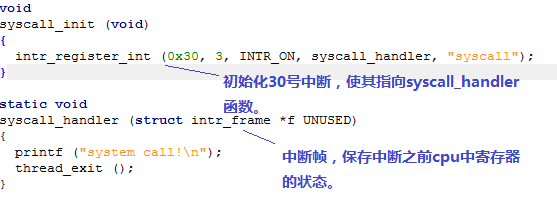 void
syscall_init (void)
{
intr_register_int (0x30, 3, INTR_ON, syscall_handler, "syscall");
}
初始化30号中断，使其指向syscall_handler
函数。
static void
syscall_handler (struct intr_frame *f UNUSED)
{
printf ("system call!\n");
thread_exit ();
}
中断帧，保存中断之前cpu中寄存器
的状态。